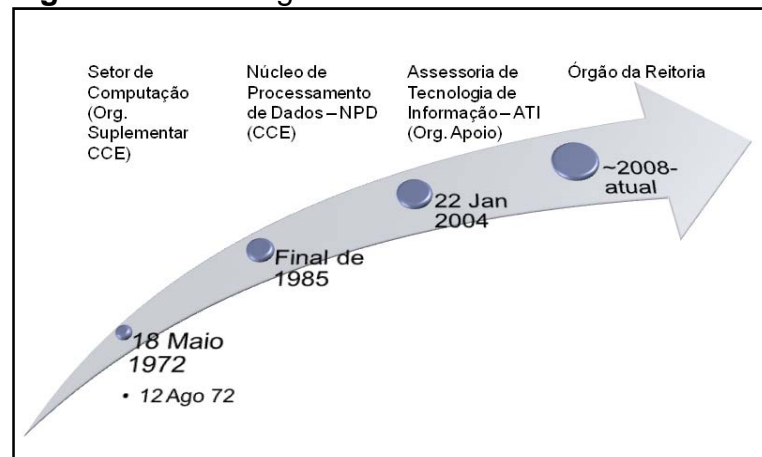 Setor de
Computação
(Org.
Suplementar
CCE)
Núcleo de
Processamento
de Dados – NPD
(CCE)
Assessoria de
Tecnologia de
Informação – ATI
(Org. Apoio)
Órgão da Reitoria
18 Maio
1972
• 12 Ago 72
Final de
1985
22 Jan
2004
~2008-
atual